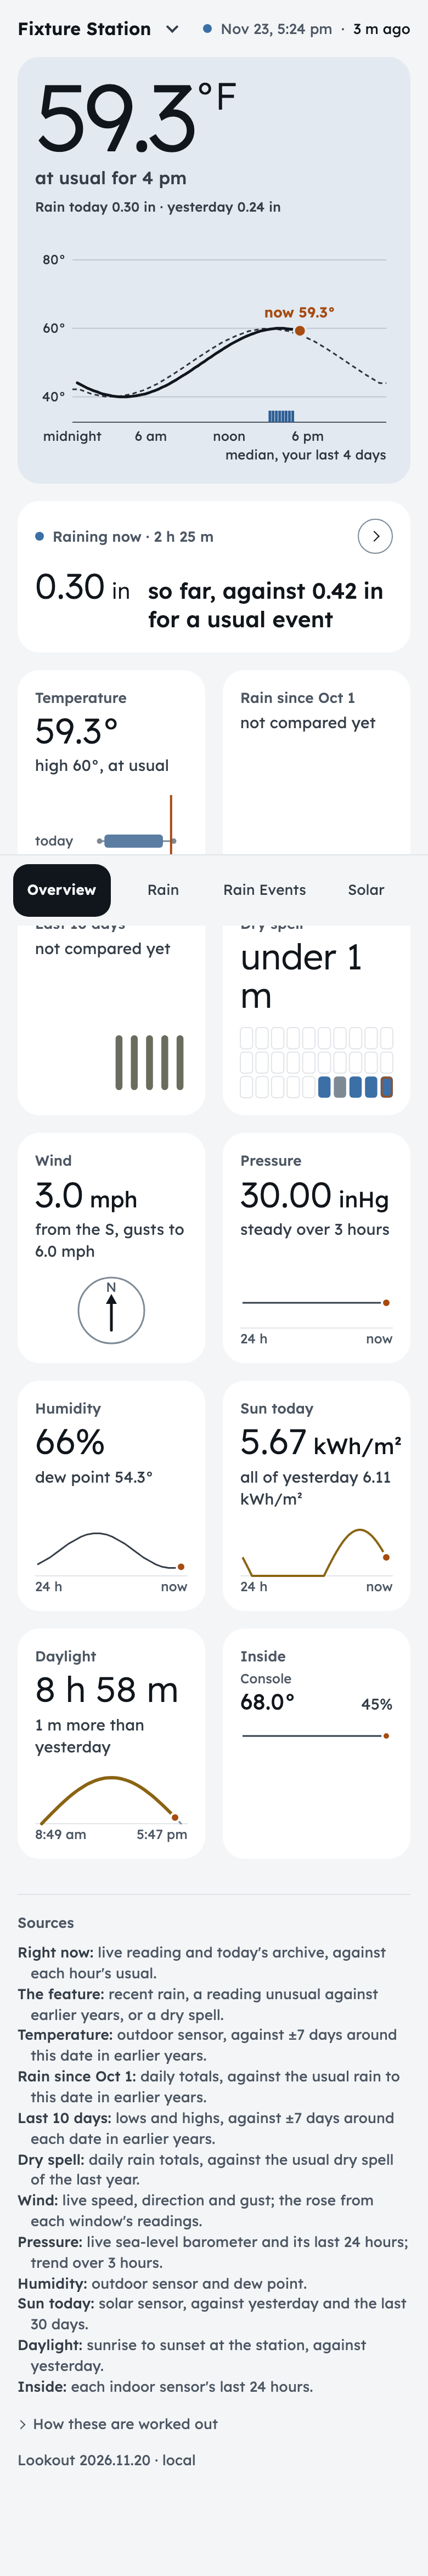 Fixture Station
Nov 23, 5:24 pm · 3 m ago
59.3°F
at usual for 4 pm
Rain today 0.30 in · yesterday 0.24 in
80°
now 59.3°
60°
40°
midnight 6 am noon 6 pm
median, your last 4 days
Raining now · 2 h 25 m
0.30 in
so far, against 0.42 in
for a usual event
Temperature
59.3°
high 60°, at usual
today
Rain since Oct 1
not compared yet
Overview
Rain
Rain Events
Solar
Last 10 days
not compared yet
Dry spell
under 1
m
Wind
3.0 mph
from the S, gusts to
6.0 mph
N
Pressure
30.00 inHg
steady over 3 hours
24 h now
Humidity
66%
dew point 54.3°
24 h now
Sun today
5.67 kWh/m²
all of yesterday 6.11
kWh/m²
24 h now
Daylight
8 h 58 m
1 m more than
yesterday
8:49 am 5:47 pm
Inside
Console
68.0° 45%
Sources
Right now: live reading and today's archive, against
each hour's usual.
The feature: recent rain, a reading unusual against
earlier years, or a dry spell.
Temperature: outdoor sensor, against ±7 days around
this date in earlier years.
Rain since Oct 1: daily totals, against the usual rain to
this date in earlier years.
Last 10 days: lows and highs, against ±7 days around
each date in earlier years.
Dry spell: daily rain totals, against the usual dry spell
of the last year.
Wind: live speed, direction and gust; the rose from
each window's readings.
Pressure: live sea-level barometer and its last 24 hours;
trend over 3 hours.
Humidity: outdoor sensor and dew point.
Sun today: solar sensor, against yesterday and the last
30 days.
Daylight: sunrise to sunset at the station, against
yesterday.
Inside: each indoor sensor's last 24 hours.
How these are worked out
Lookout 2026.11.20 · local